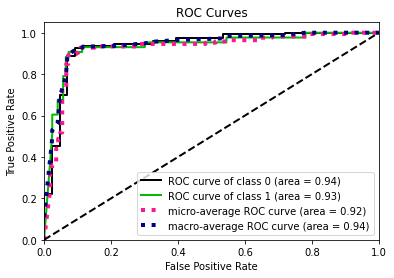 ROC Curves
True Positive Rate
1.0
0.8
0.6
0.4
0.2
0.0
ROC curve of class 0 (area = 0.94)
ROC curve of class 1 (area = 0.93)
micro-average ROC curve (area = 0.92)
macro-average ROC curve (area = 0.94)
0.0 0.2 0.4 0.6 0.8 1.0
False Positive Rate